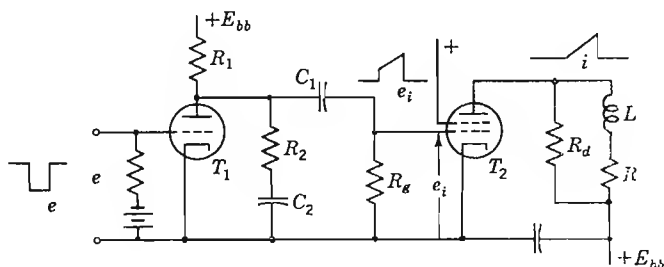 +E_bb
R_1
C_1
+
e_i
i
e
e
T_1
R_2
C_2
R_g
e_i
T_2
R_d
L
R
+E_bb